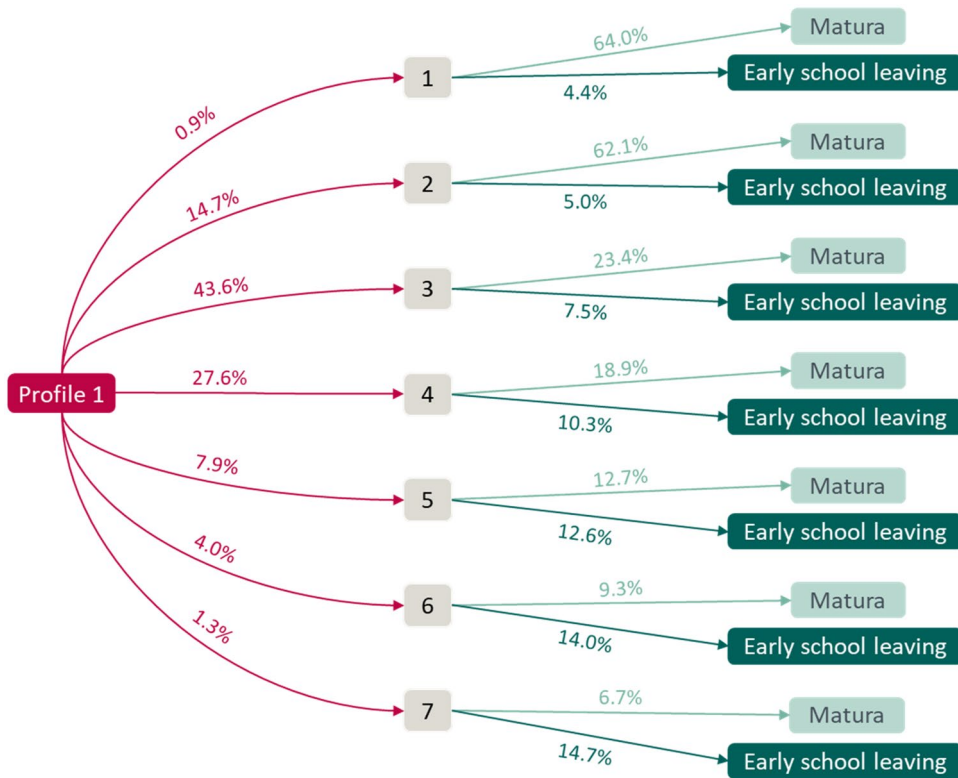 Matura
64.0%
1
Early school leaving
4.4%
0.9%
Matura
62.1%
2
Early school leaving
5.0%
14.7%
Matura
23.4%
43.6%
3
Early school leaving
7.5%
Matura
18.9%
27.6%
Profile 1
4
Early school leaving
10.3%
Matura
12.7%
7.9%
5
Early school leaving
12.6%
4.0%
Matura
9.3%
6
Early school leaving
14.0%
1.3%
Matura
6.7%
7
Early school leaving
14.7%